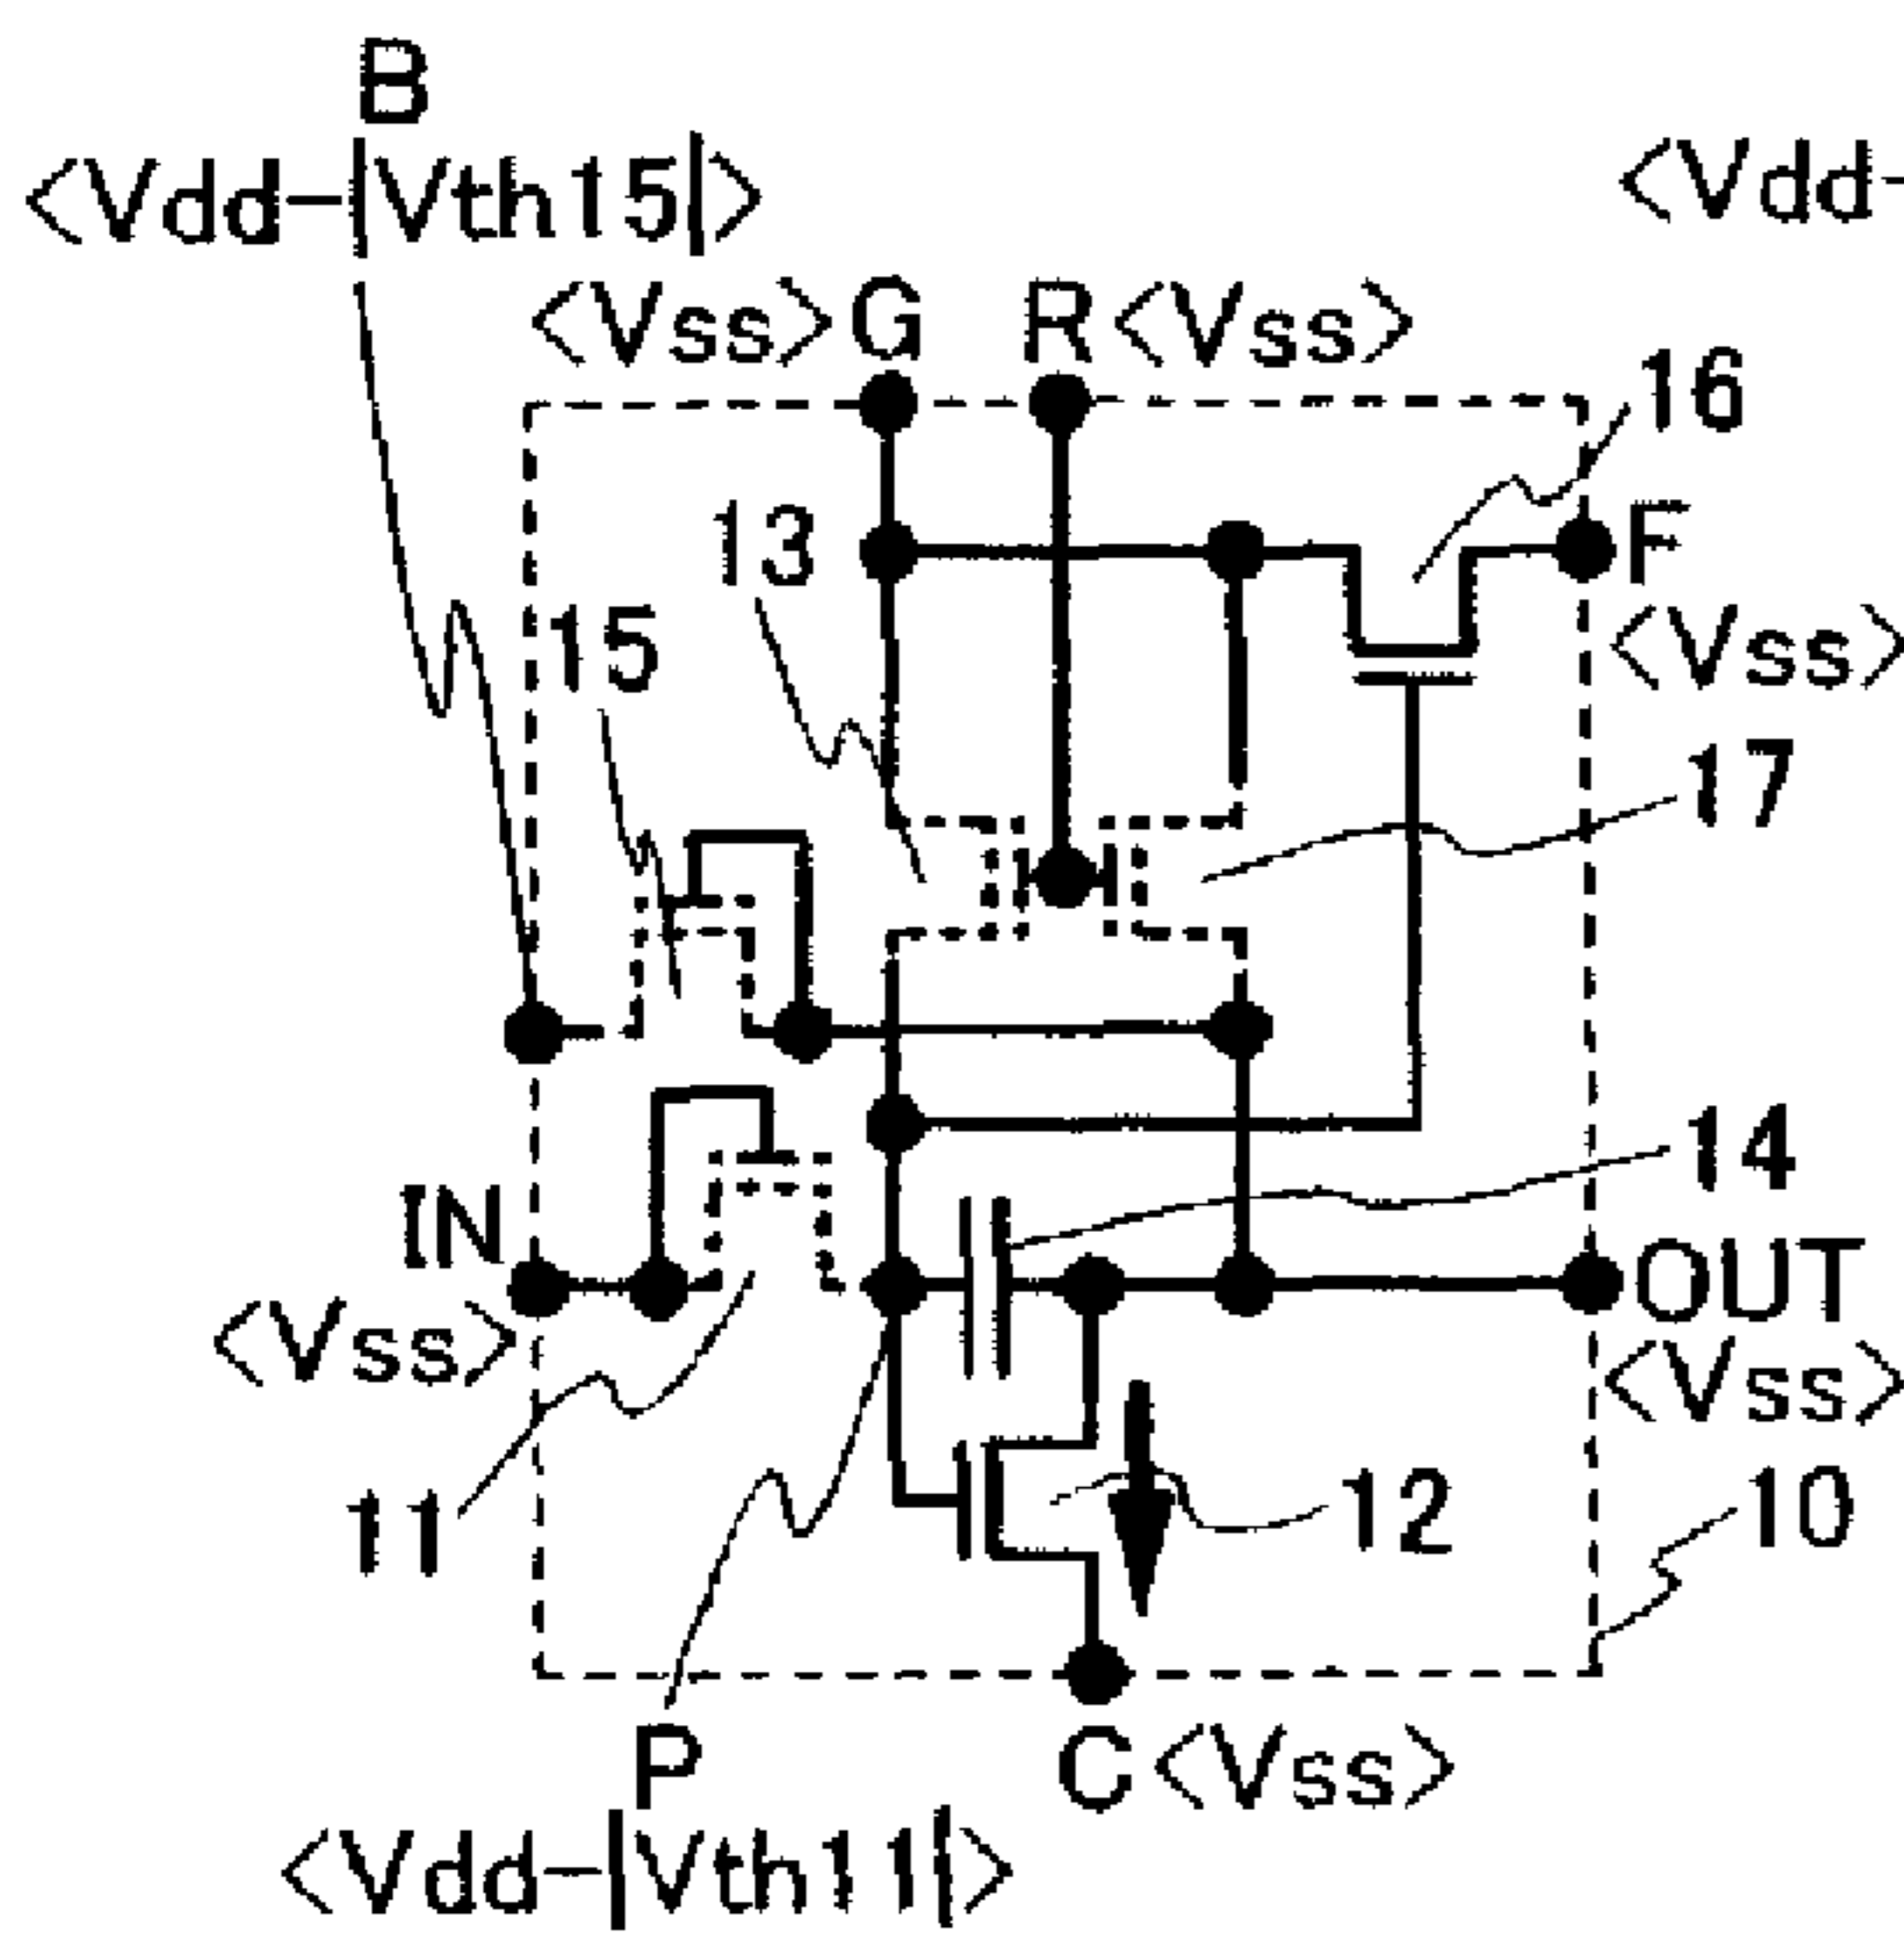 B
<Vdd-|Vth15|>
<Vdd-
<Vss>G R<Vss>
16
13
F
15
<Vss>
17
14
IN
OUT
<Vss>
<Vss>
11
12
10
P
C<Vss>
<Vdd-|Vth11|>